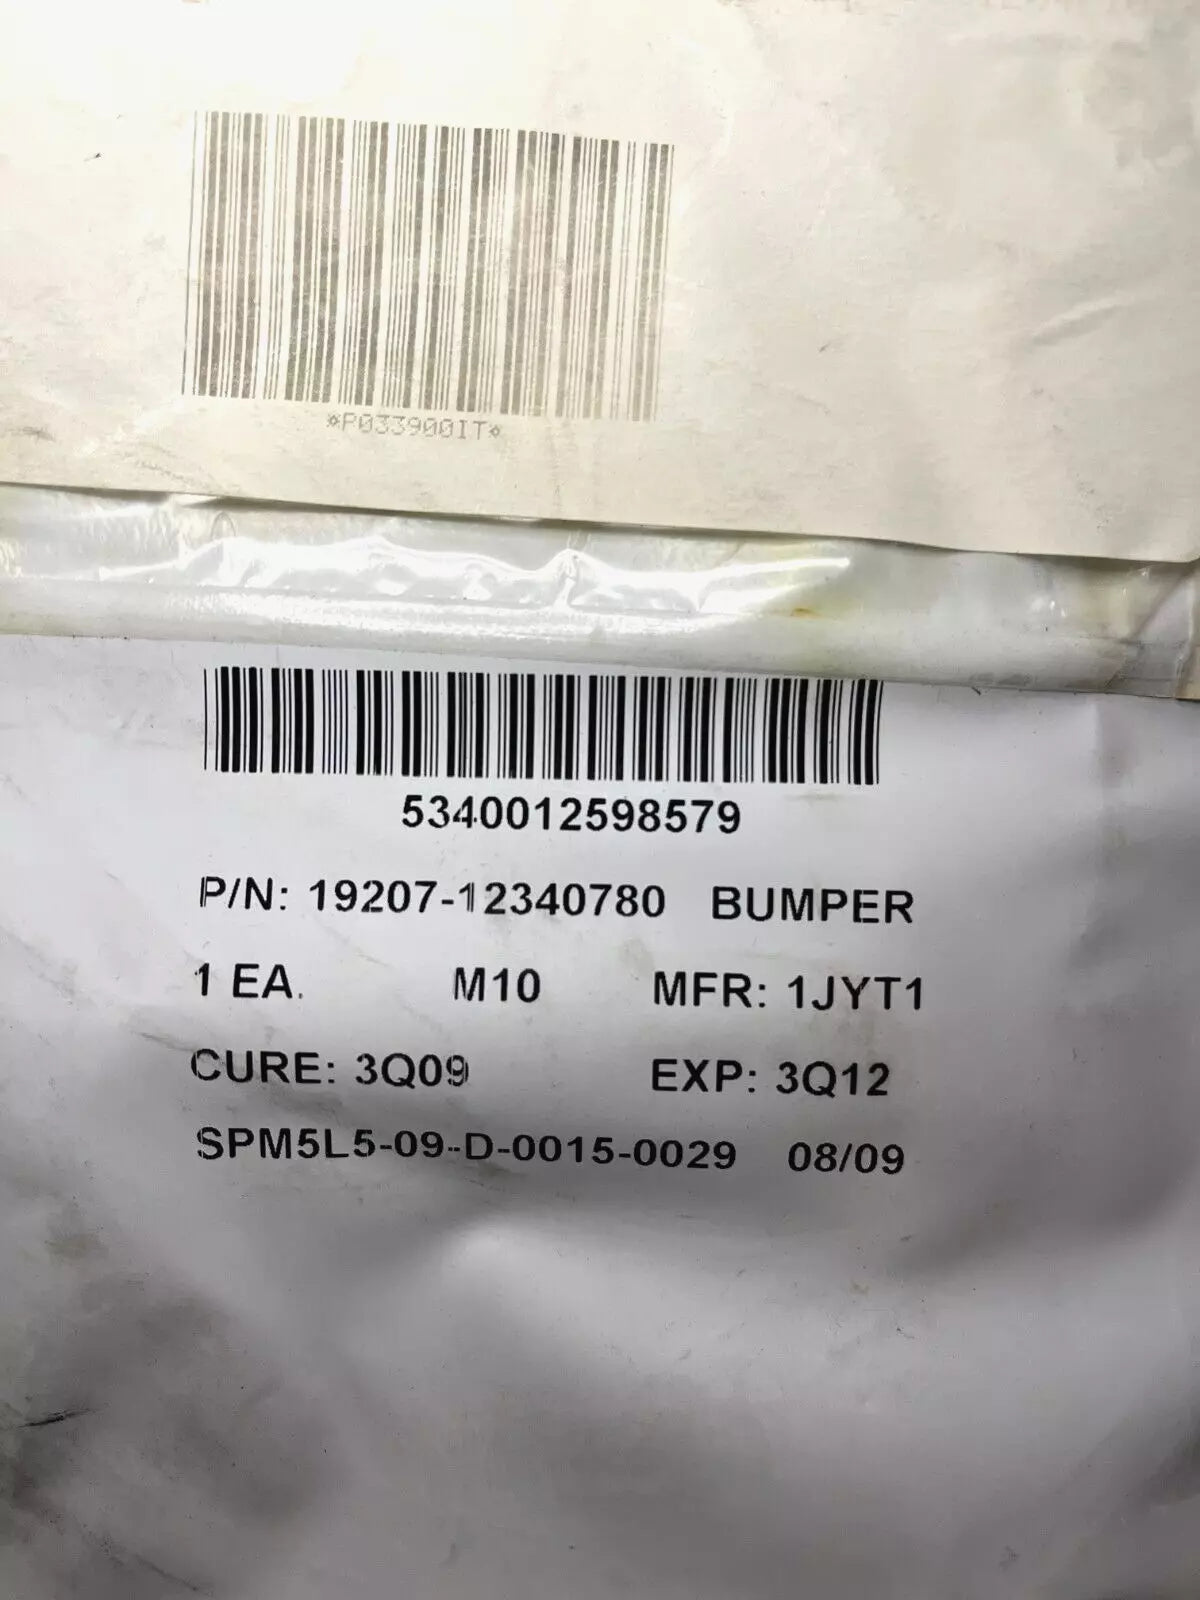 *P033900IT*
5340012598579
P/N: 19207-12340780 BUMPER
1 EA. M10 MFR: 1JYT1
CURE: 3Q09 EXP: 3Q12
SPM5L5-09-D-0015-0029 08/09